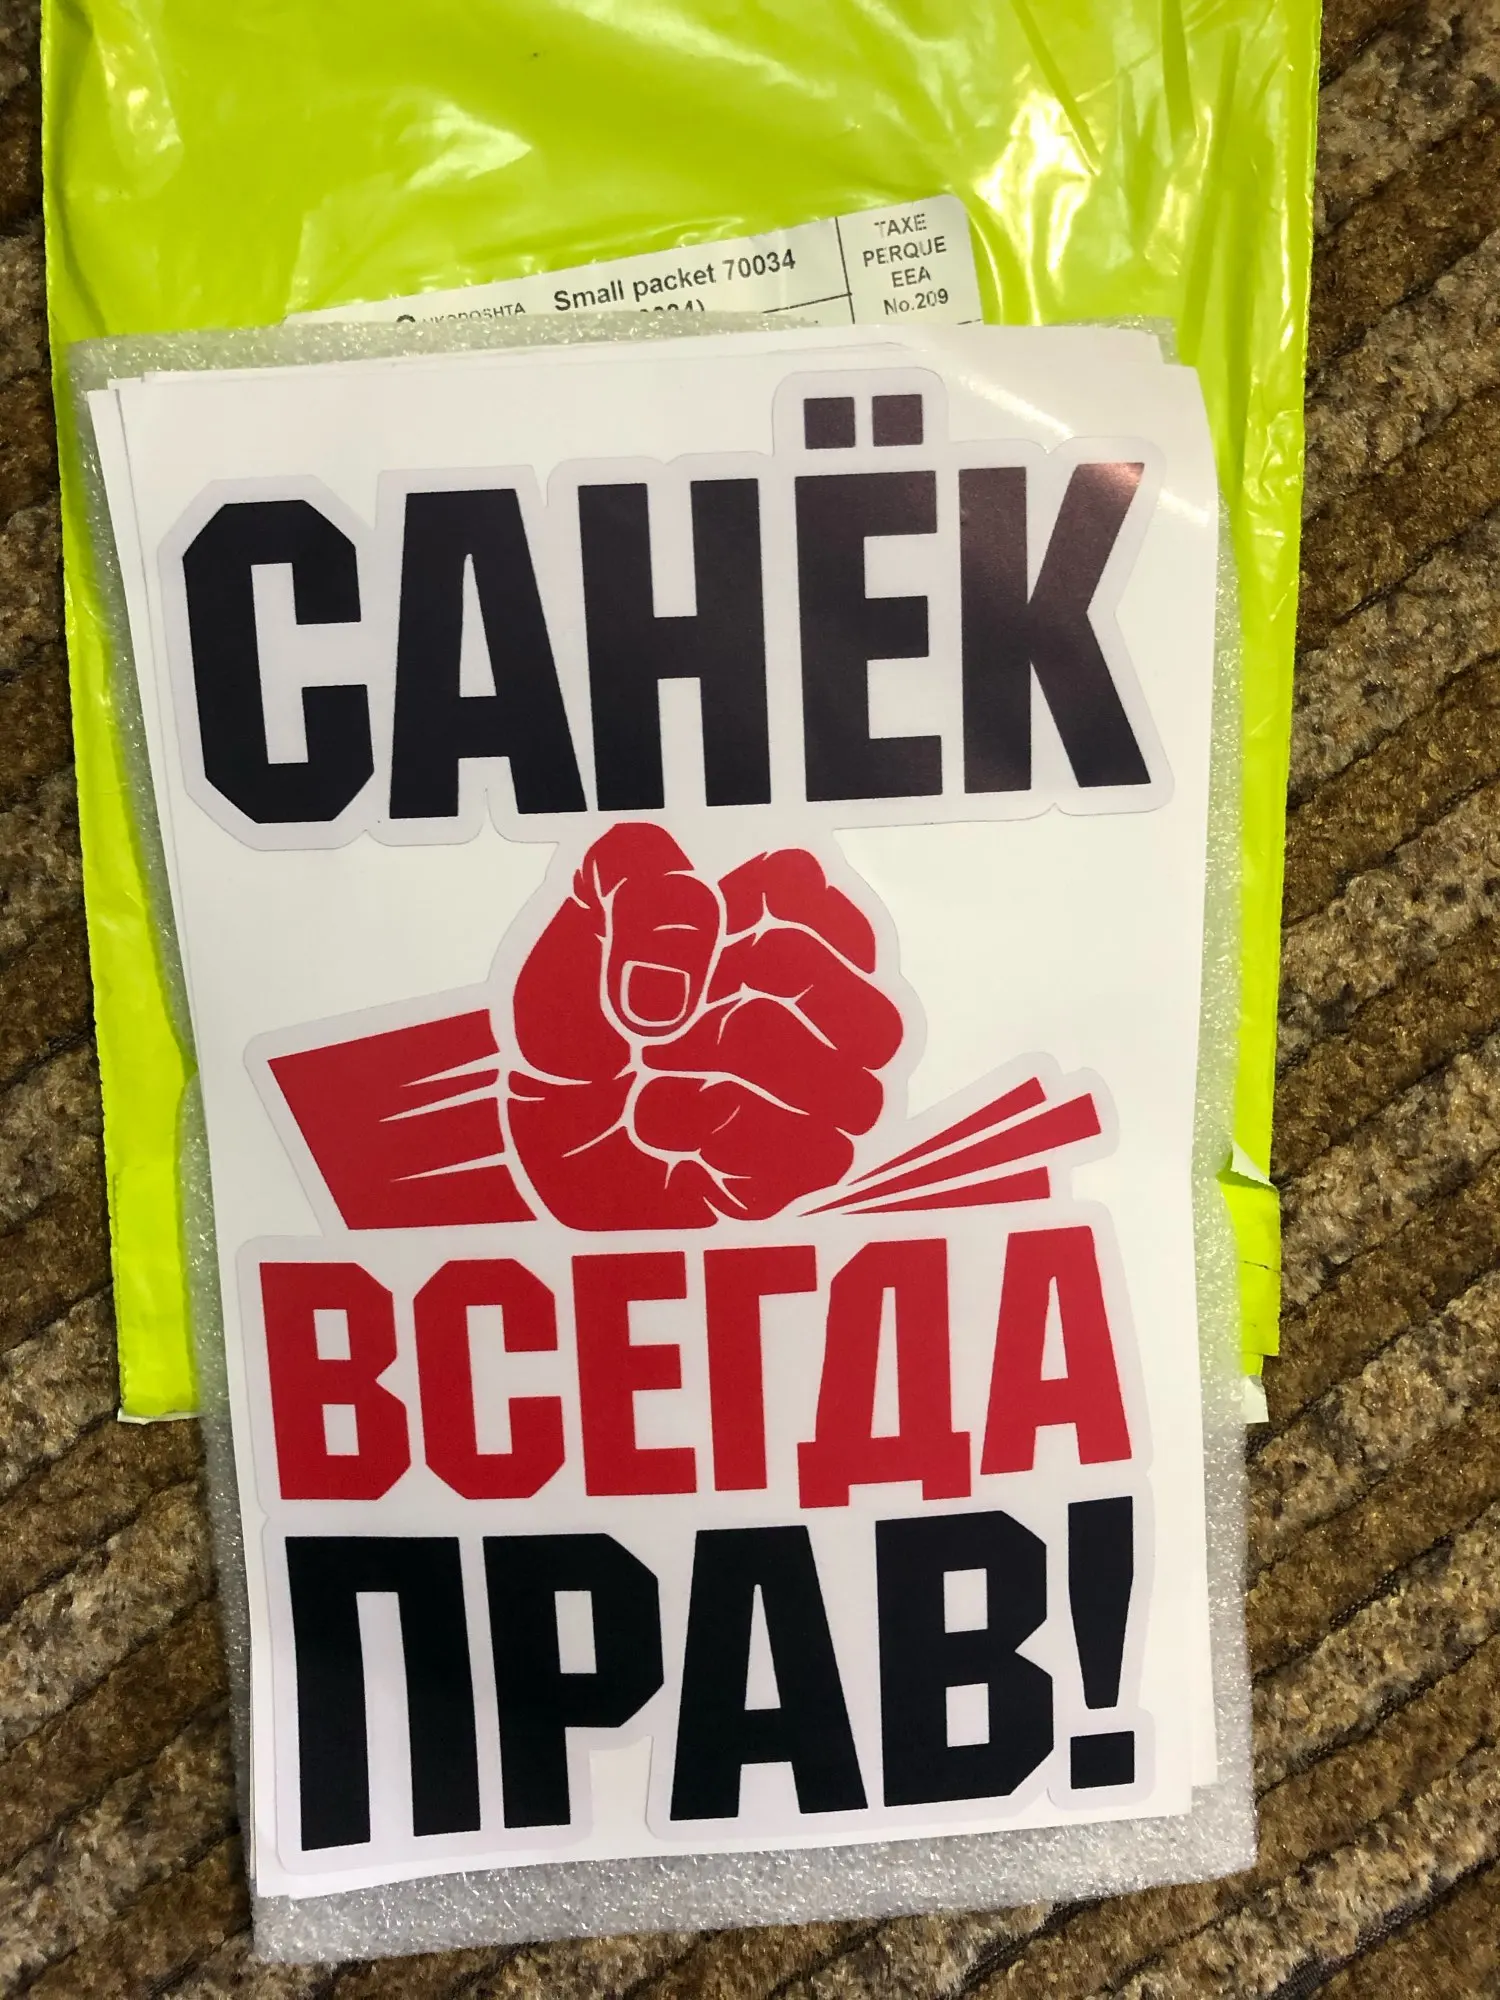 Small packet 70034
TAXE
PERQUE
EEA
No.209
САНЁК
ВСЕГДА
ПРАВ!